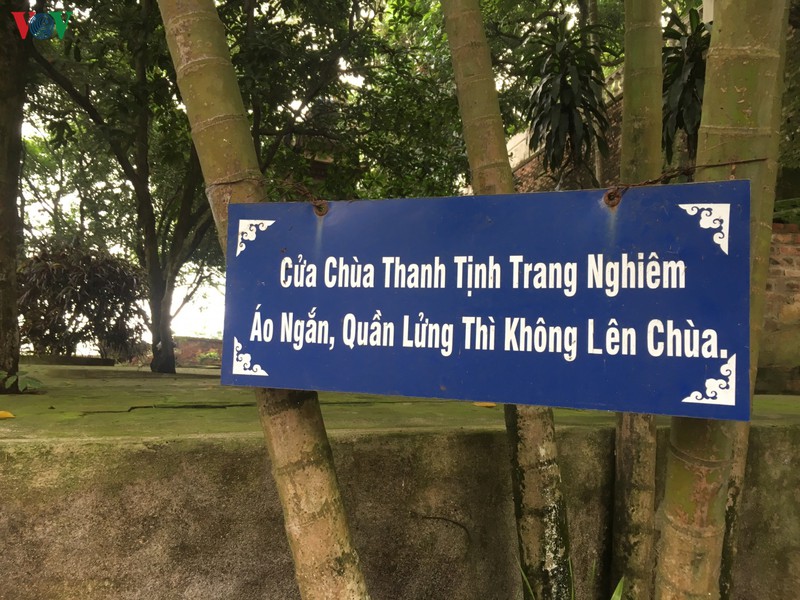 VOV
Cửa Chùa Thanh Tịnh Trang Nghiêm
Áo Ngắn, Quần Lửng Thì Không Lên Chùa.